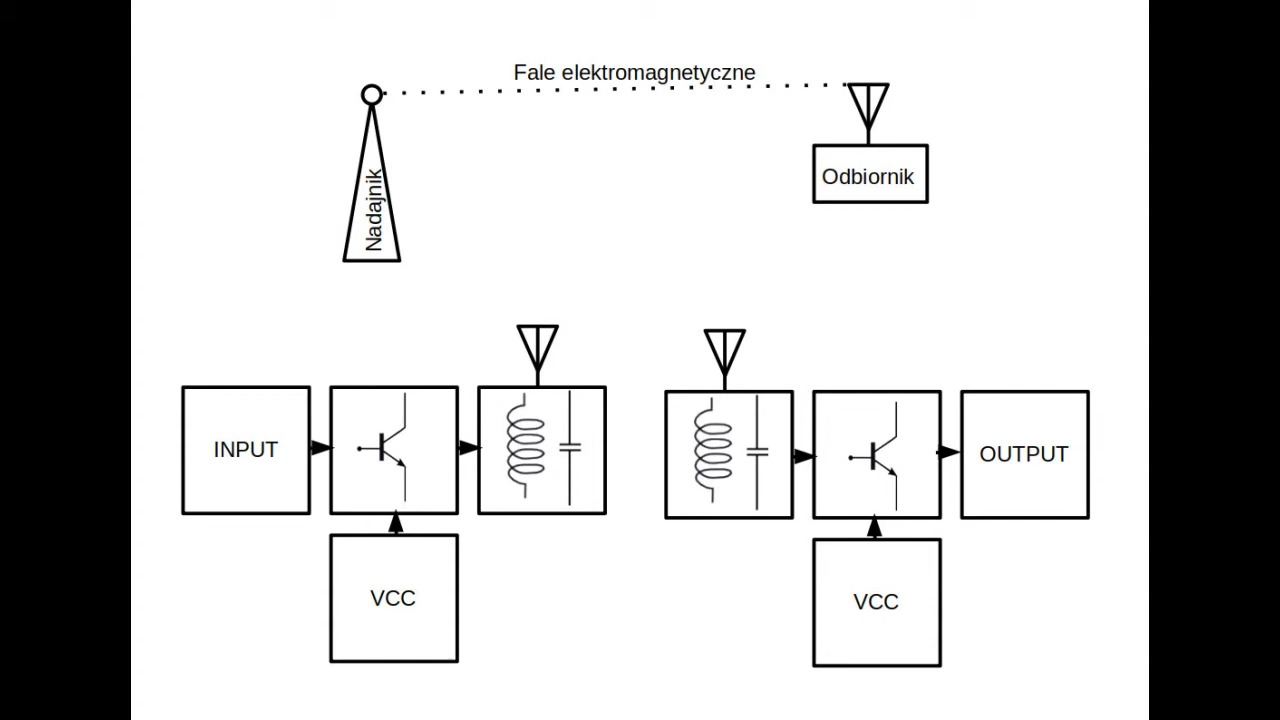 Fale elektromagnetyczne
Nadajnik
Odbiornik
INPUT
OUTPUT
VCC
VCC